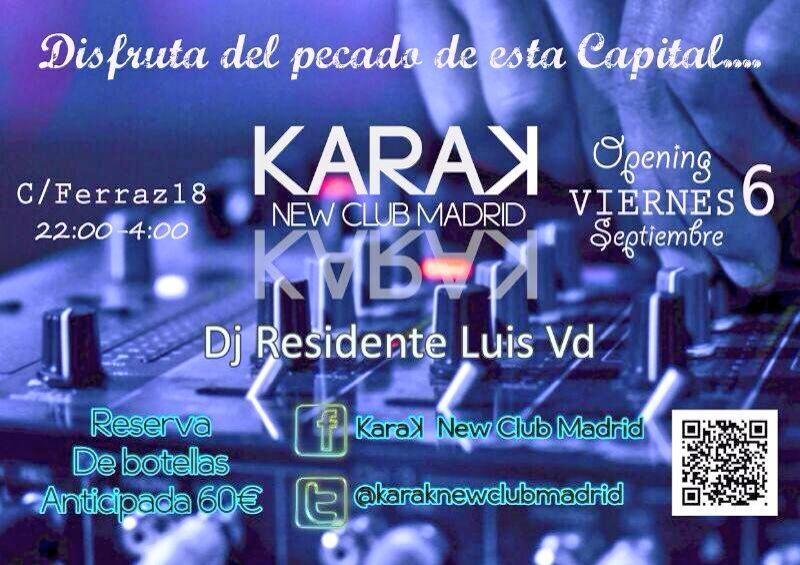 Disfruta del pecado de esta Capital....
KARAK
NEW CLUB MADRID
C/Ferraz18
22:00-4:00
Opening
VIERNES 6
Septiembre
KARAK
Dj Residente Luis Vd
Reserva
De botellas
Anticipada 60€
f KaraK New Club Madrid
t @karaknewclubmadrid